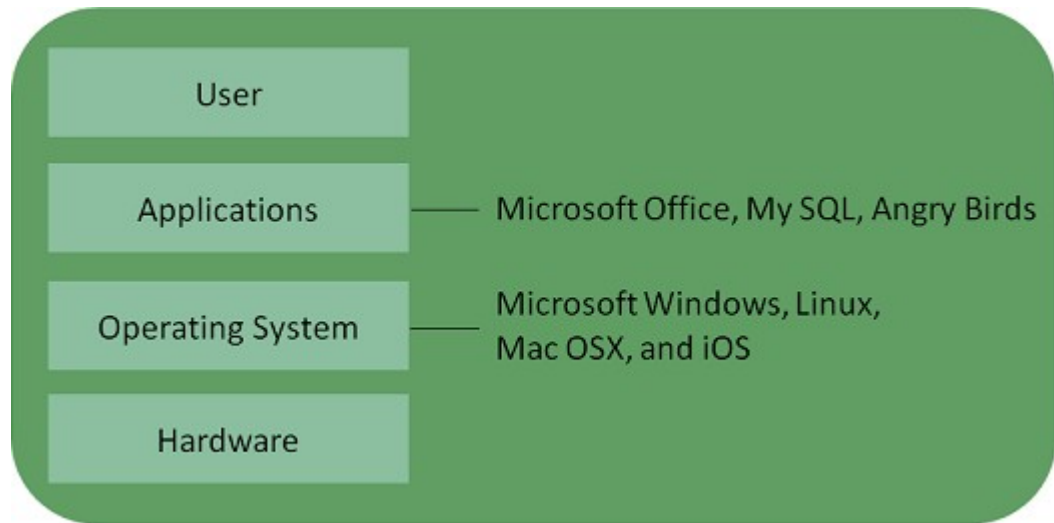 User
Applications
Microsoft Office, My SQL, Angry Birds
Operating System
Microsoft Windows, Linux,
Mac OSX, and iOS
Hardware